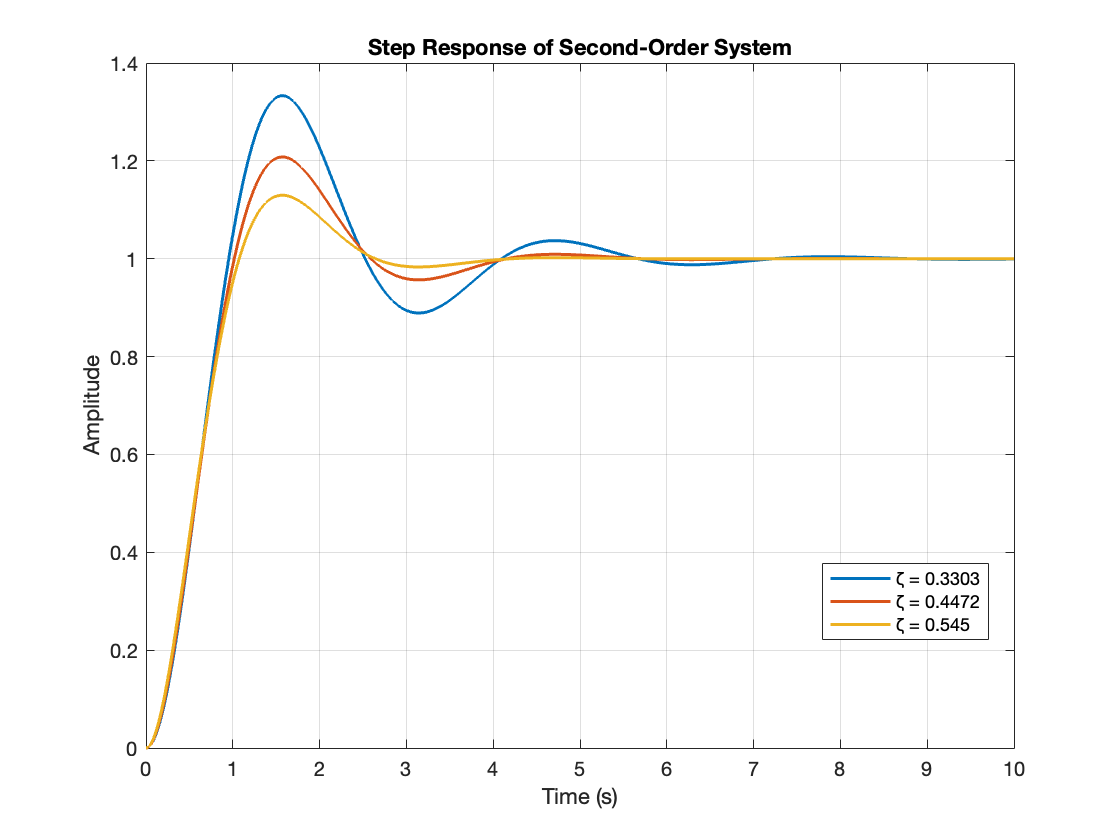 Step Response of Second-Order System
1.4
1.2
1
0.8
0.6
0.4
0.2
0
Amplitude
0 1 2 3 4 5 6 7 8 9 10
Time (s)
ζ = 0.3303
ζ = 0.4472
ζ = 0.545